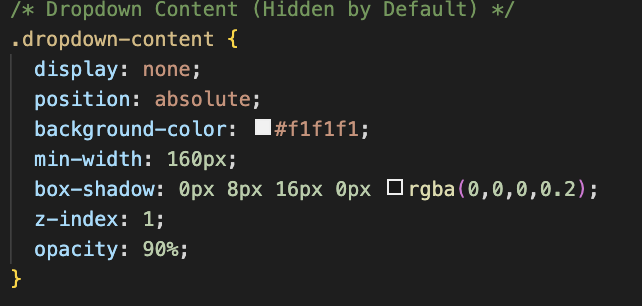 /* Dropdown Content (Hidden by Default) */
.dropdown-content {
display: none;
position: absolute;
background-color: #f1f1f1;
min-width: 160px;
box-shadow: 0px 8px 16px 0px rgba(0,0,0,0.2);
z-index: 1;
opacity: 90%;
}